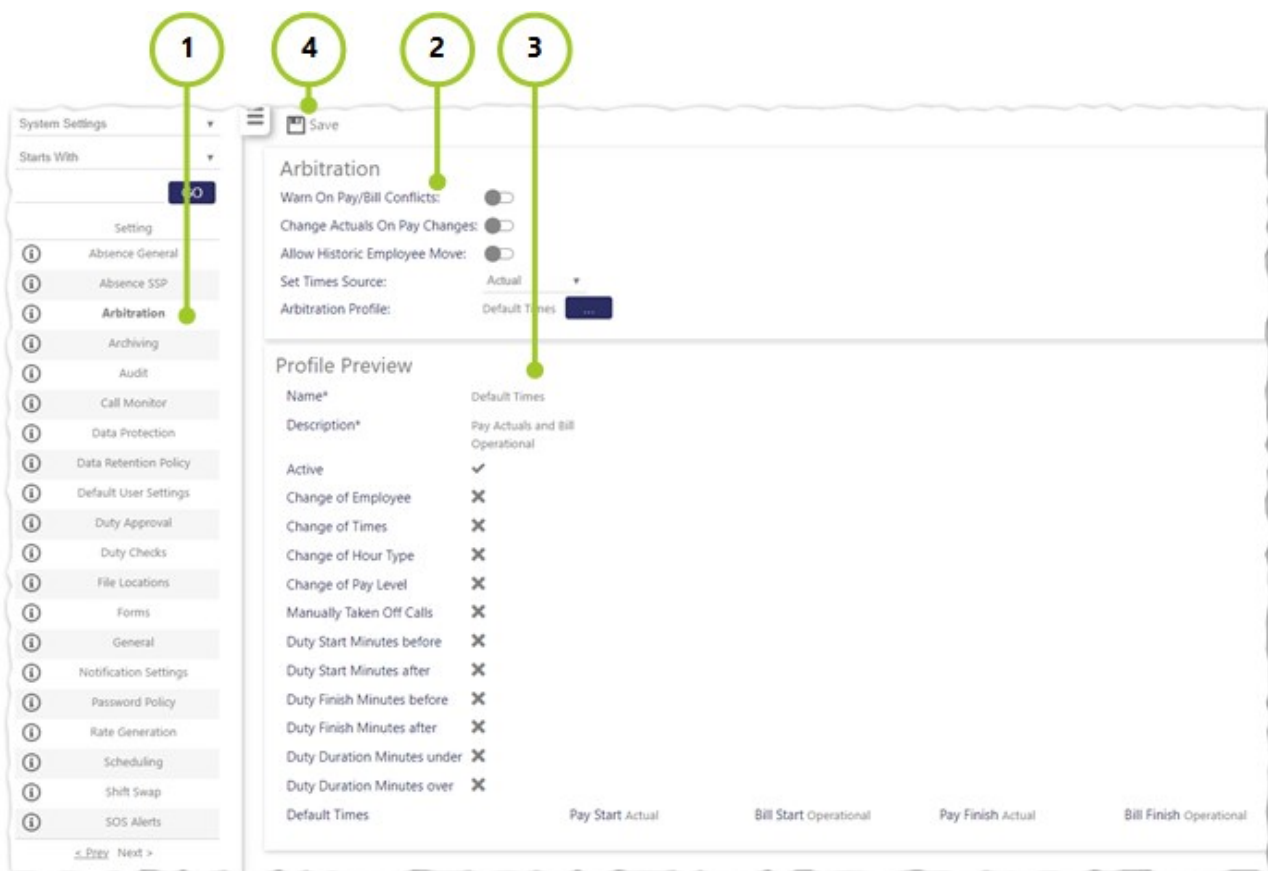 1
4
2
3
System Settings
Starts With
GO
Setting
Absence General
Absence SSP
Arbitration
Archiving
Audit
Call Monitor
Data Protection
Data Retention Policy
Default User Settings
Duty Approval
Duty Checks
File Locations
Forms
General
Notification Settings
Password Policy
Rate Generation
Scheduling
Shift Swap
SOS Alerts
< Prev Next >
Save
Arbitration
Warn On Pay/Bill Conflicts:
Change Actuals On Pay Changes:
Allow Historic Employee Move:
Set Times Source: Actual
Arbitration Profile: Default Times ...
Profile Preview
Name* Default Times
Description* Pay Actuals and Bill
Operational
Active
Change of Employee
Change of Times
Change of Hour Type
Change of Pay Level
Manually Taken Off Calls
Duty Start Minutes before
Duty Start Minutes after
Duty Finish Minutes before
Duty Finish Minutes after
Duty Duration Minutes under
Duty Duration Minutes over
Default Times Pay Start Actual Bill Start Operational Pay Finish Actual Bill Finish Operational